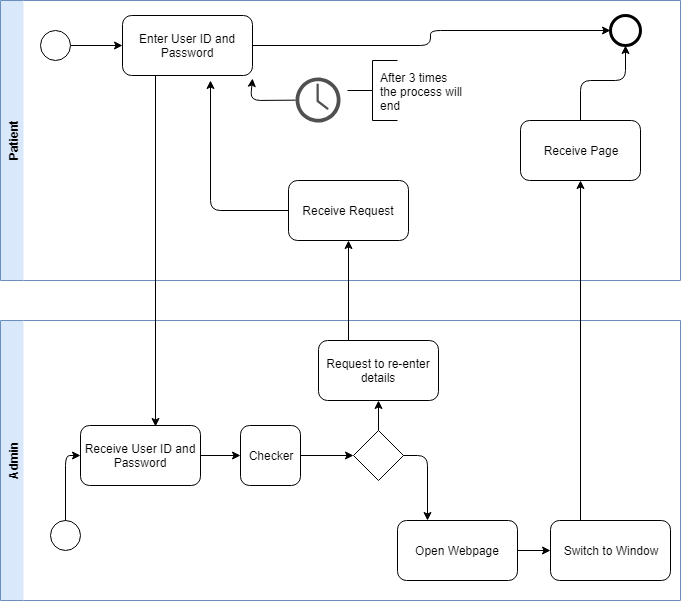 Patient
Enter User ID and
Password
After 3 times
the process will
end
Receive Page
Receive Request
Admin
Request to re-enter
details
Receive User ID and
Password
Checker
Open Webpage
Switch to Window